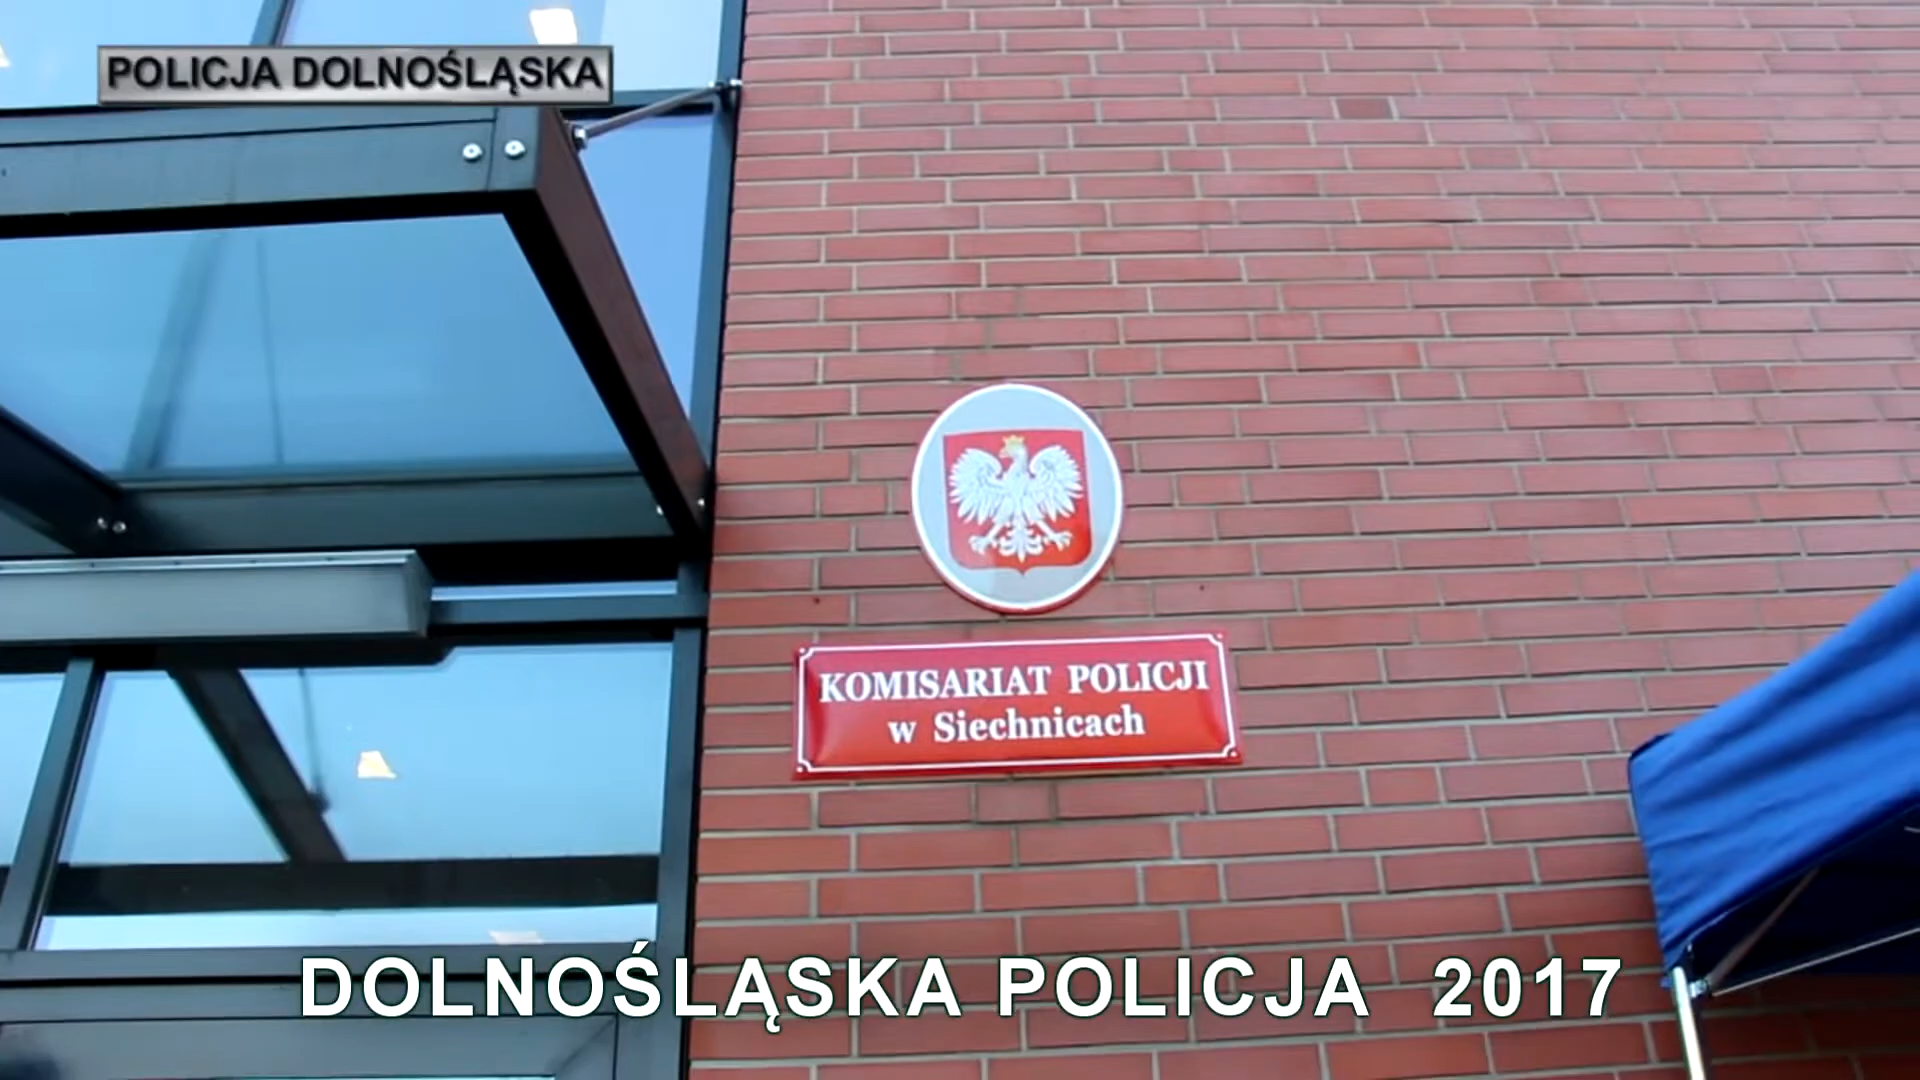 POLICJA DOLNOŚLĄSKA
KOMISARIAT POLICJI
w Siechnicach
DOLNOŚLĄSKA POLICJA 2017